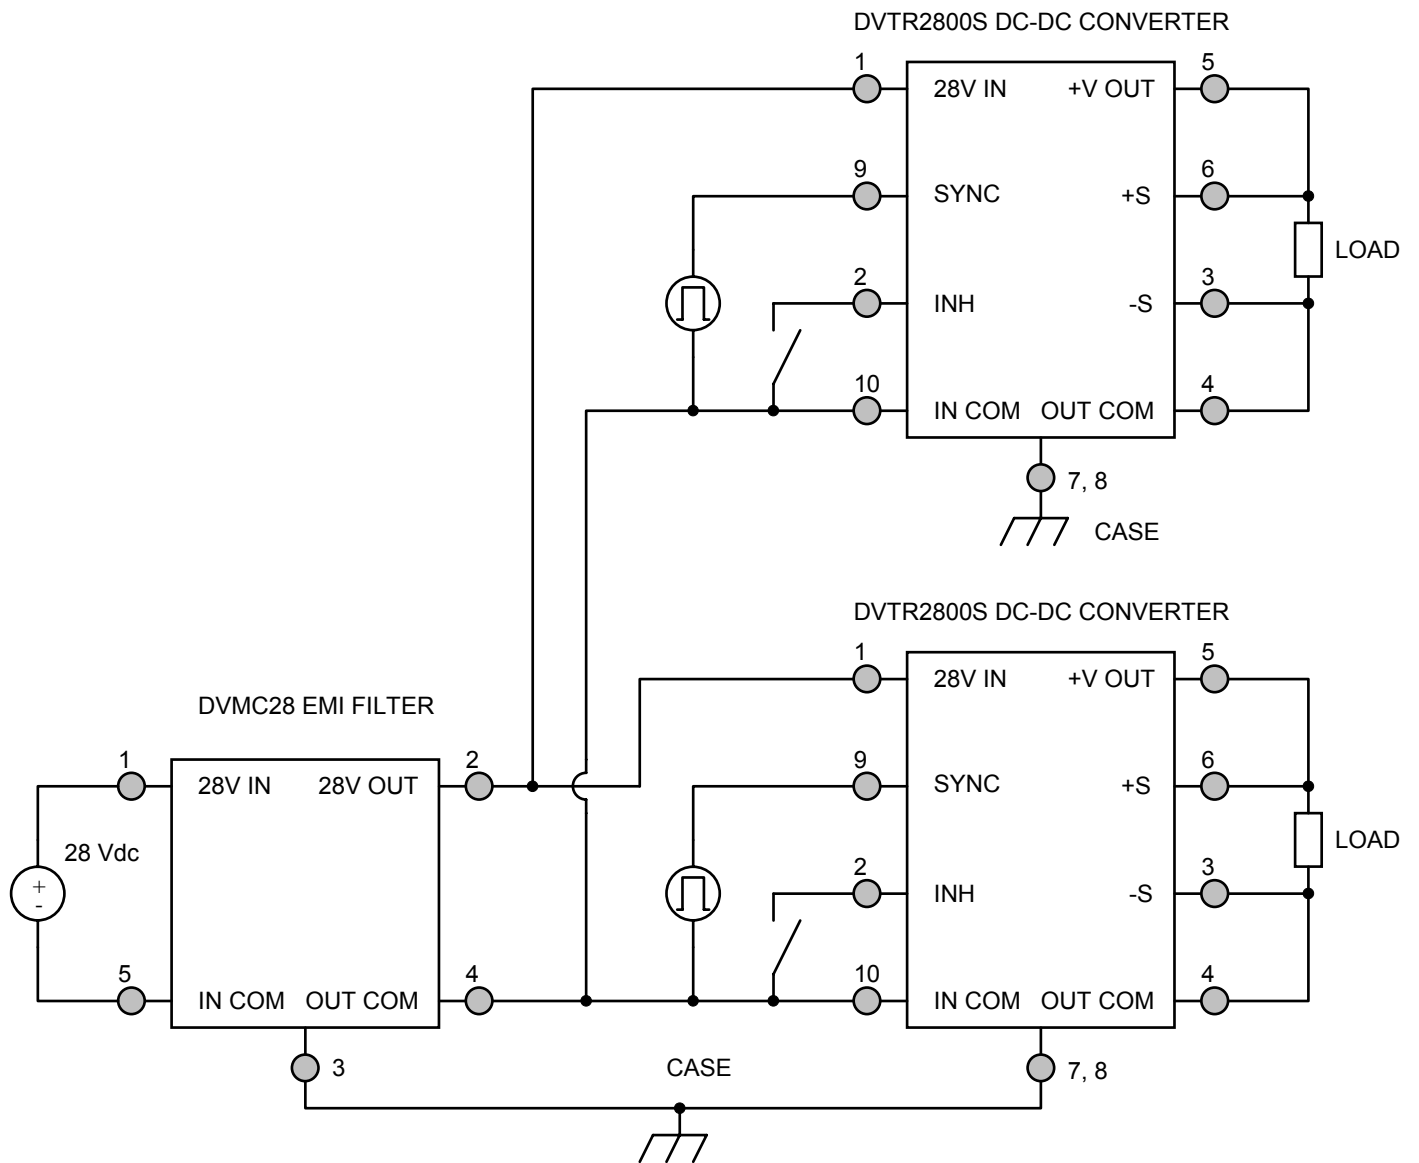 DVTR2800S DC-DC CONVERTER
1 5
28V IN +V OUT
9 6
SYNC +S
LOAD
2 3
INH -S
10 4
IN COM OUT COM
7, 8
CASE
DVTR2800S DC-DC CONVERTER
1 5
28V IN +V OUT
DVMC28 EMI FILTER
1 2 9 6
28V IN 28V OUT SYNC +S
28 Vdc LOAD
2 3
+
-
INH -S
5 4 10 4
IN COM OUT COM IN COM OUT COM
3 CASE 7, 8